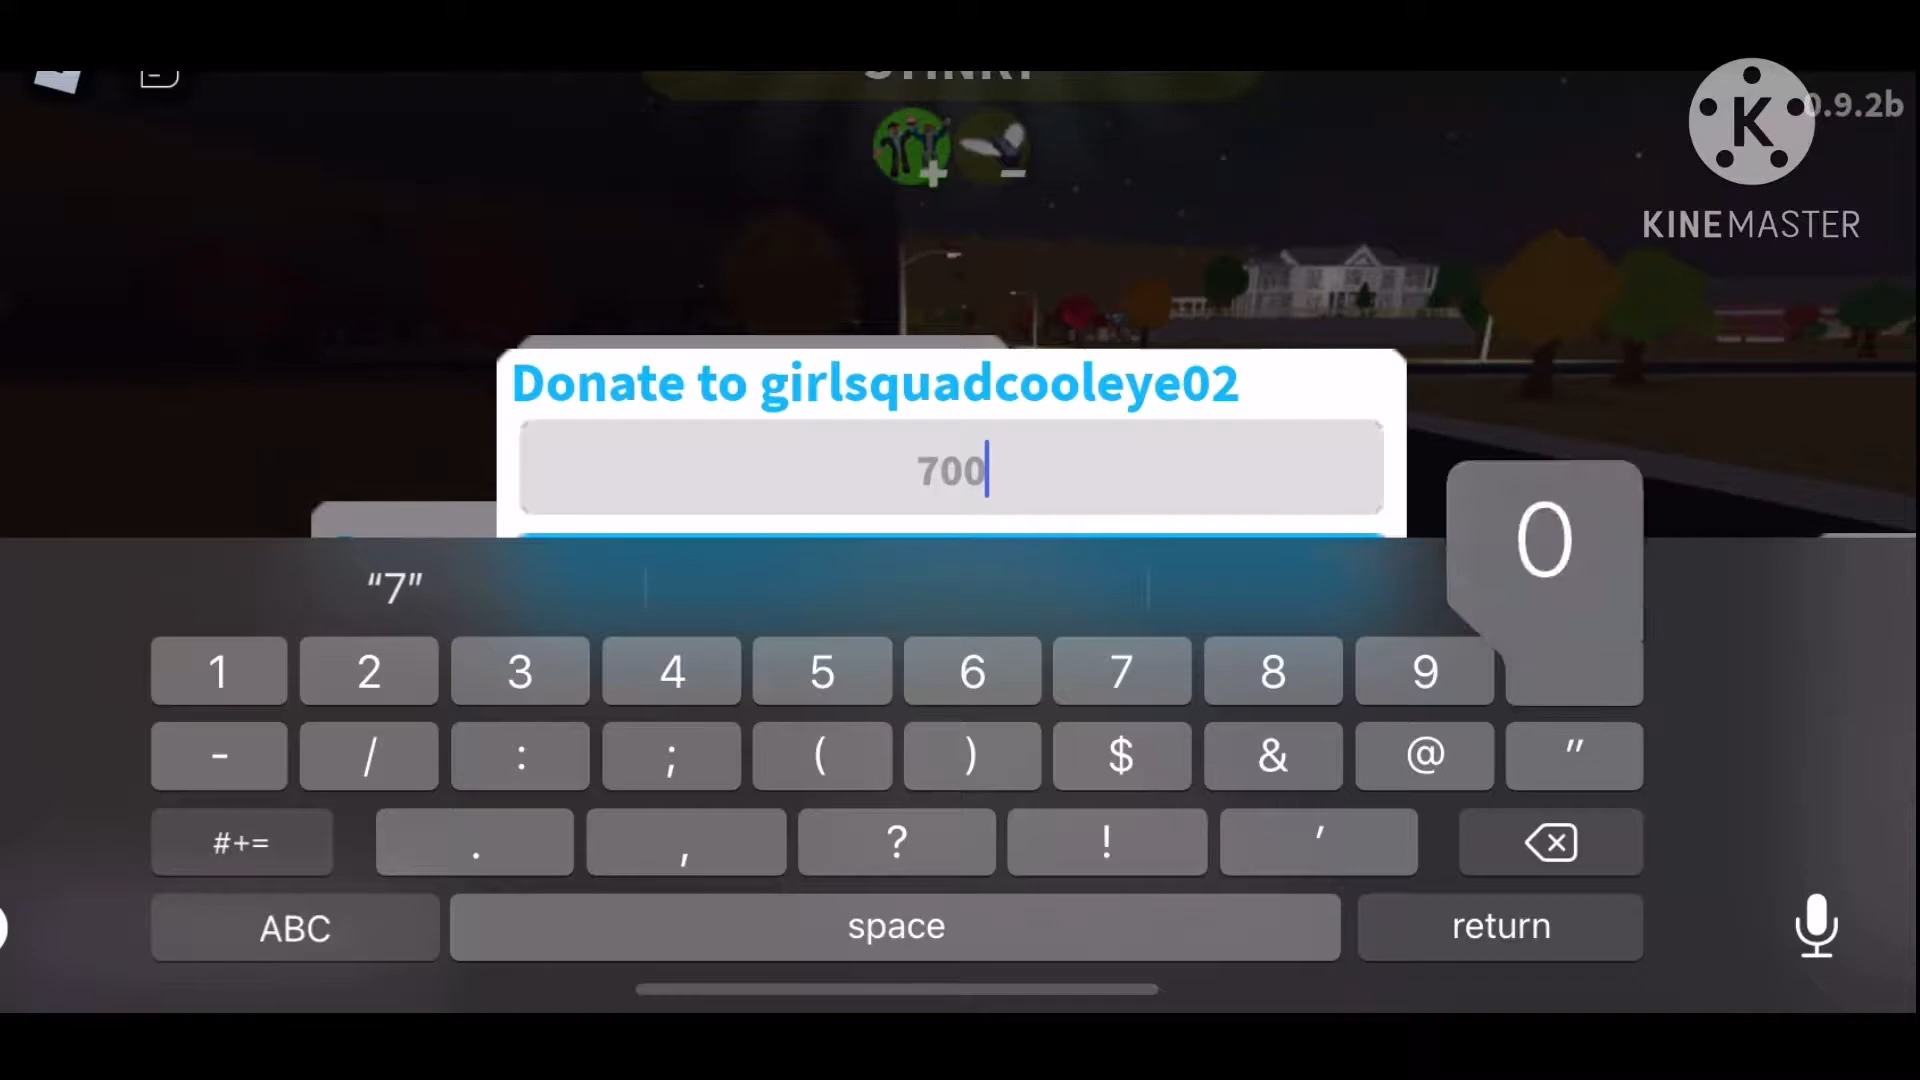 0.9.2b
K
KINEMASTER
Donate to girlsquadcooleye02
700
0
"7"
1 2 3 4 5 6 7 8 9
- / : ; ( ) $ & @ "
#+= . , ? ! '
ABC space return